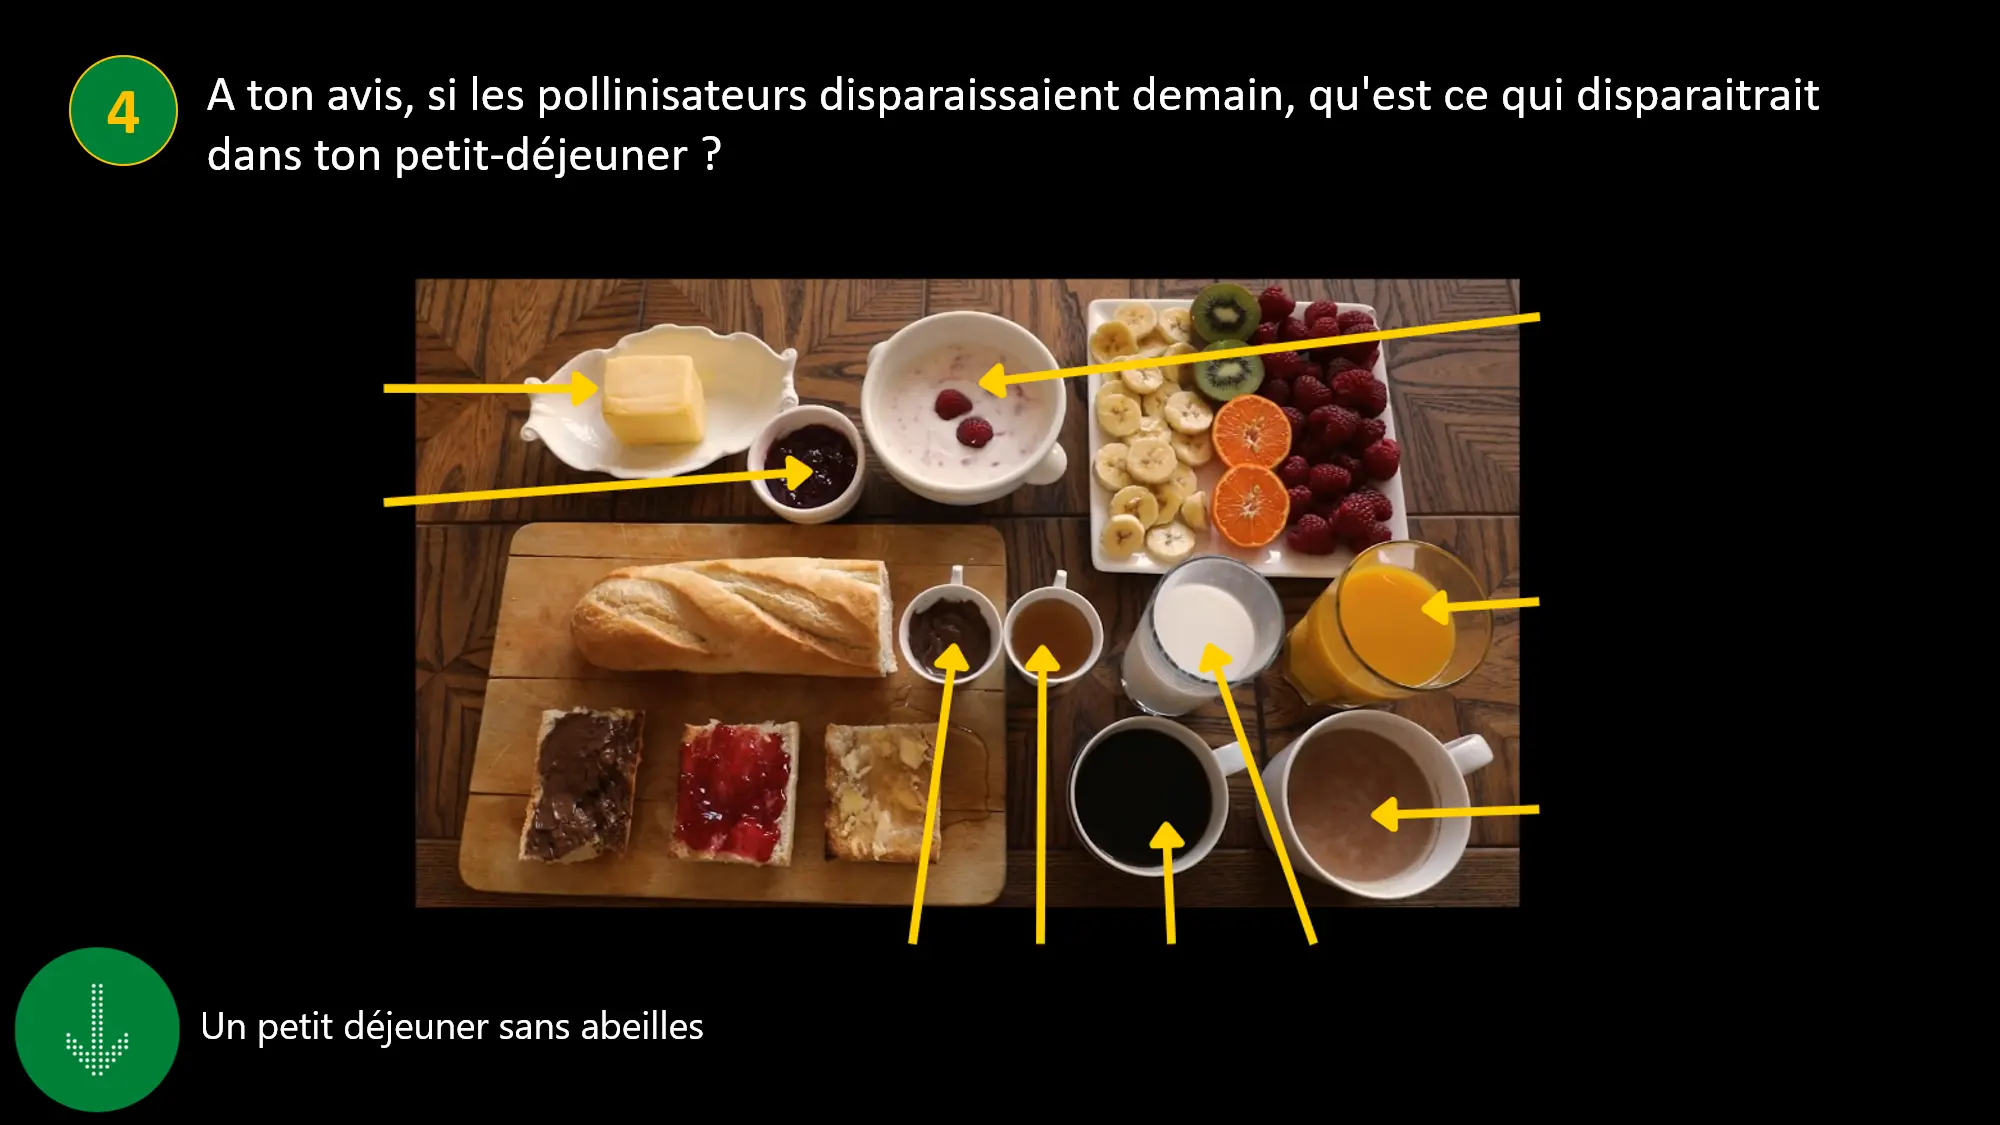 4
A ton avis, si les pollinisateurs disparaissaient demain, qu'est ce qui disparaitrait
dans ton petit-déjeuner ?
Un petit déjeuner sans abeilles